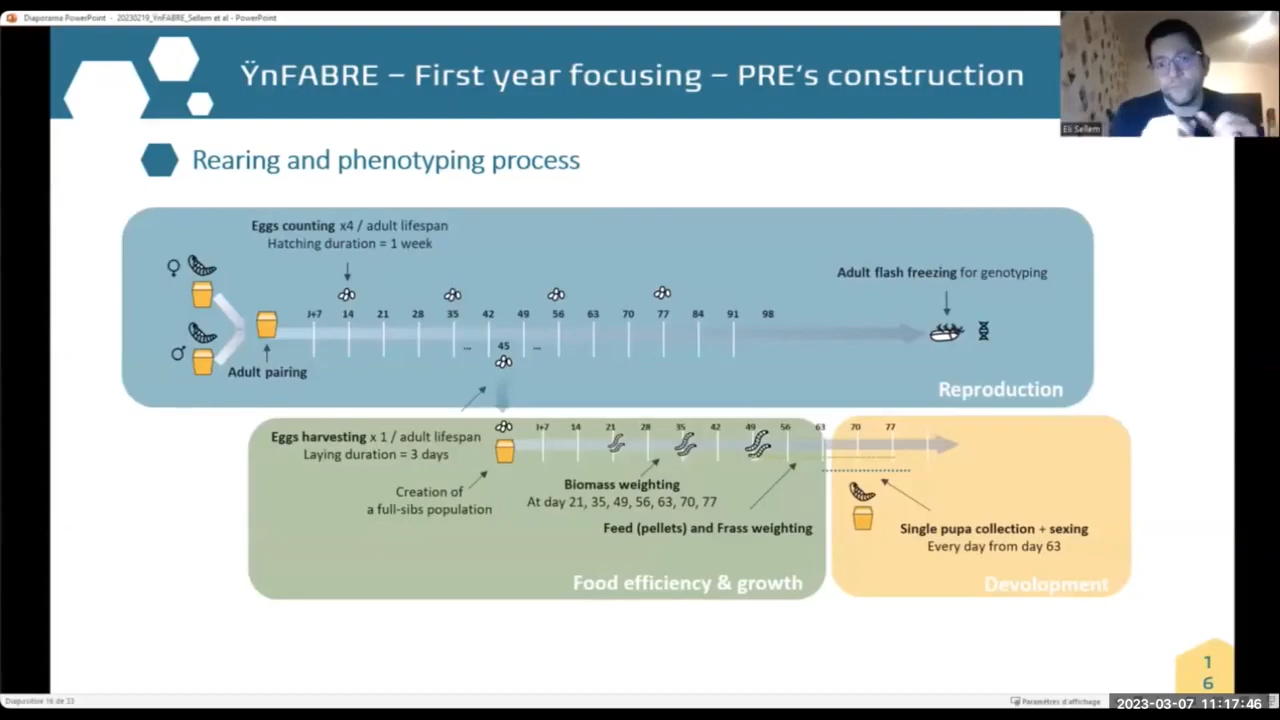 Diaporama PowerPoint - 20230219_ŸnFABRE_Sellem et al - PowerPoint
ŸnFABRE – First year focusing – PRE's construction
Eli Sellem
Rearing and phenotyping process
Eggs counting x4 / adult lifespan
Hatching duration = 1 week
Adult flash freezing for genotyping
♀
♂
J+7 14 21 28 35 42 49 56 63 70 77 84 91 98
... 45 ...
Adult pairing
Reproduction
Eggs harvesting x 1 / adult lifespan
Laying duration = 3 days
J+7 14 21 28 35 42 49 56 63 70 77
Creation of
a full-sibs population
Biomass weighting
At day 21, 35, 49, 56, 63, 70, 77
Feed (pellets) and Frass weighting
Single pupa collection + sexing
Every day from day 63
Food efficiency & growth
Devolopment
1
6
Diapositive 16 de 33
Paramètres d'affichage
2023-03-07 11:17:46